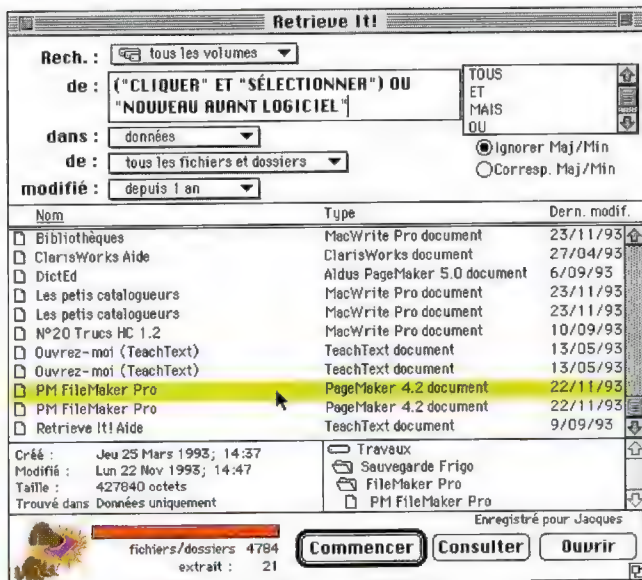 Retrieve It!
Rech. : tous les volumes
de : ("CLIQUER" ET "SÉLECTIONNER") OU
"NOUVEAU AVANT LOGICIEL"
TOUS
ET
MAIS
OU
dans : données
Ignorer Maj/Min
de : tous les fichiers et dossiers
Corresp. Maj/Min
modifié : depuis 1 an
Nom Type Dern. modif.
Bibliothèques MacWrite Pro document 23/11/93
ClarisWorks Aide ClarisWorks document 27/04/93
DictEd Aldus PageMaker 5.0 document 6/09/93
Les petis catalogueurs MacWrite Pro document 23/11/93
Les petis catalogueurs MacWrite Pro document 23/11/93
N°20 Trucs HC 1.2 MacWrite Pro document 10/09/93
Ouvrez-moi (TeachText) TeachText document 13/05/93
Ouvrez-moi (TeachText) TeachText document 13/05/93
PM FileMaker Pro PageMaker 4.2 document 22/11/93
PM FileMaker Pro PageMaker 4.2 document 22/11/93
Retrieve It! Aide TeachText document 9/09/93
Créé : Jeu 25 Mars 1993; 14:37
Modifié : Lun 22 Nov 1993; 14:47
Taille : 427840 octets
Trouvé dans Données uniquement
Travaux
Sauvegarde Frigo
FileMaker Pro
PM FileMaker Pro
Enregistré pour Jacques
fichiers/dossiers 4784
extrait : 21
Commencer Consulter Ouvrir